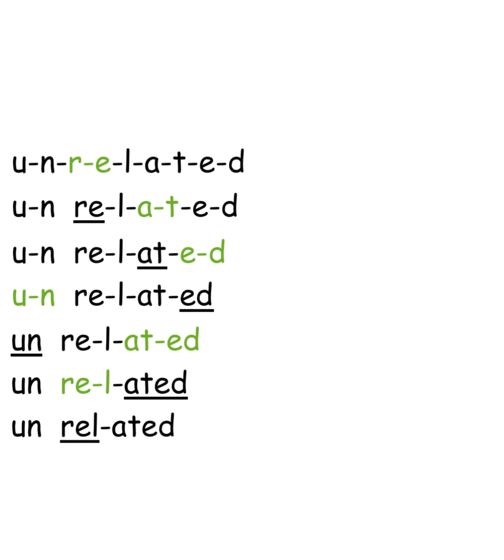 u-n-r-e-l-a-t-e-d
u-n re-l-a-t-e-d
u-n re-l-at-e-d
u-n re-l-at-ed
un re-l-at-ed
un re-l-ated
un rel-ated